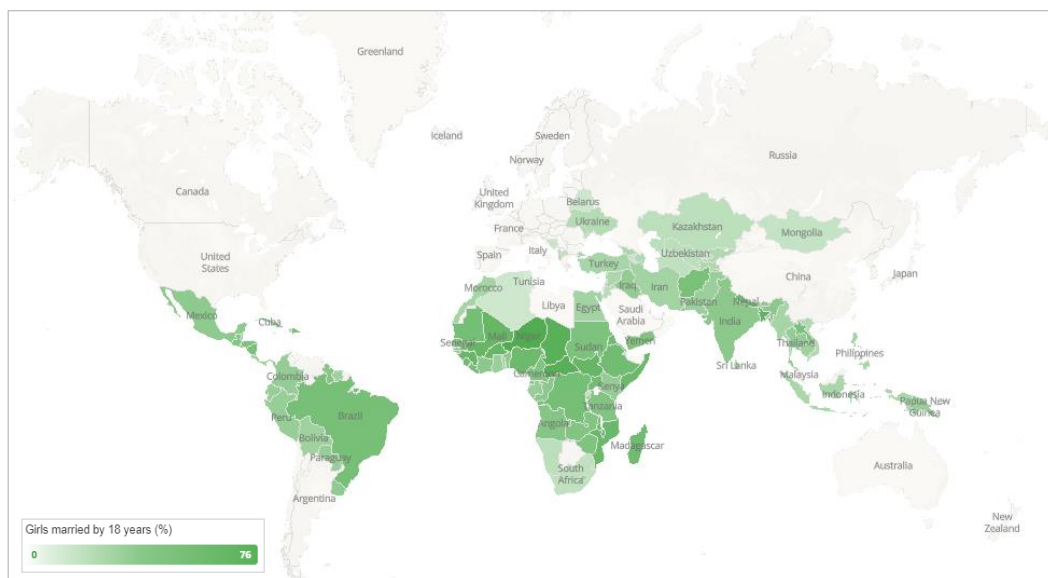 Greenland
Iceland
Sweden
Norway
Russia
Canada
United
Kingdom
Belarus
Ukraine
France
Kazakhstan
Mongolia
Italy
Spain
United
States
Uzbekistan
Turkey
China
Japan
Tunisia
Morocco
Iraq
Iran
Libya
Egypt
Pakistan
Nepal
Saudi
Arabia
Mexico
Cuba
India
Senegal
Mali
Niger
Sudan
Yemen
Thailand
Philippines
Cameroon
Sri Lanka
Malaysia
Colombia
Kenya
Indonesia
Papua New
Guinea
Tanzania
Peru
Brazil
Angola
Bolivia
Madagascar
Paraguay
South
Africa
Australia
Argentina
New
Zealand
Girls married by 18 years (%)
0 76